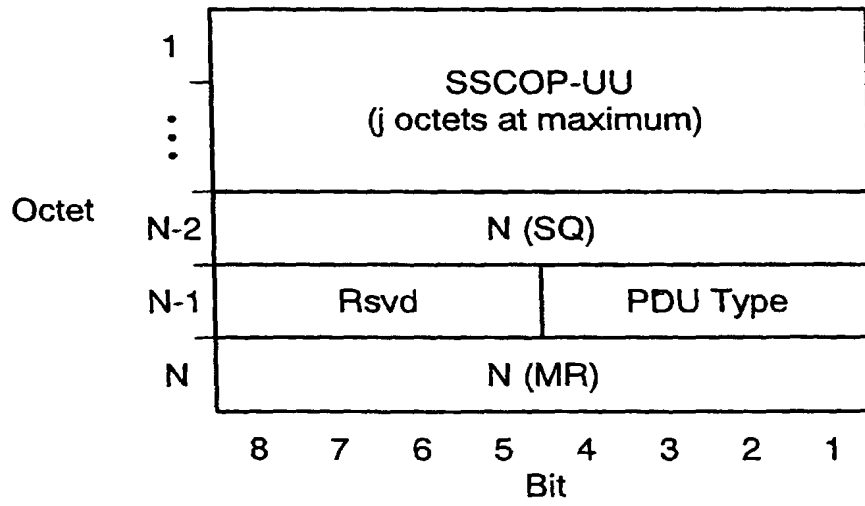 1
SSCOP-UU
(j octets at maximum)
Octet
N-2
N (SQ)
N-1
Rsvd
PDU Type
N
N (MR)
8 7 6 5 4 3 2 1
Bit